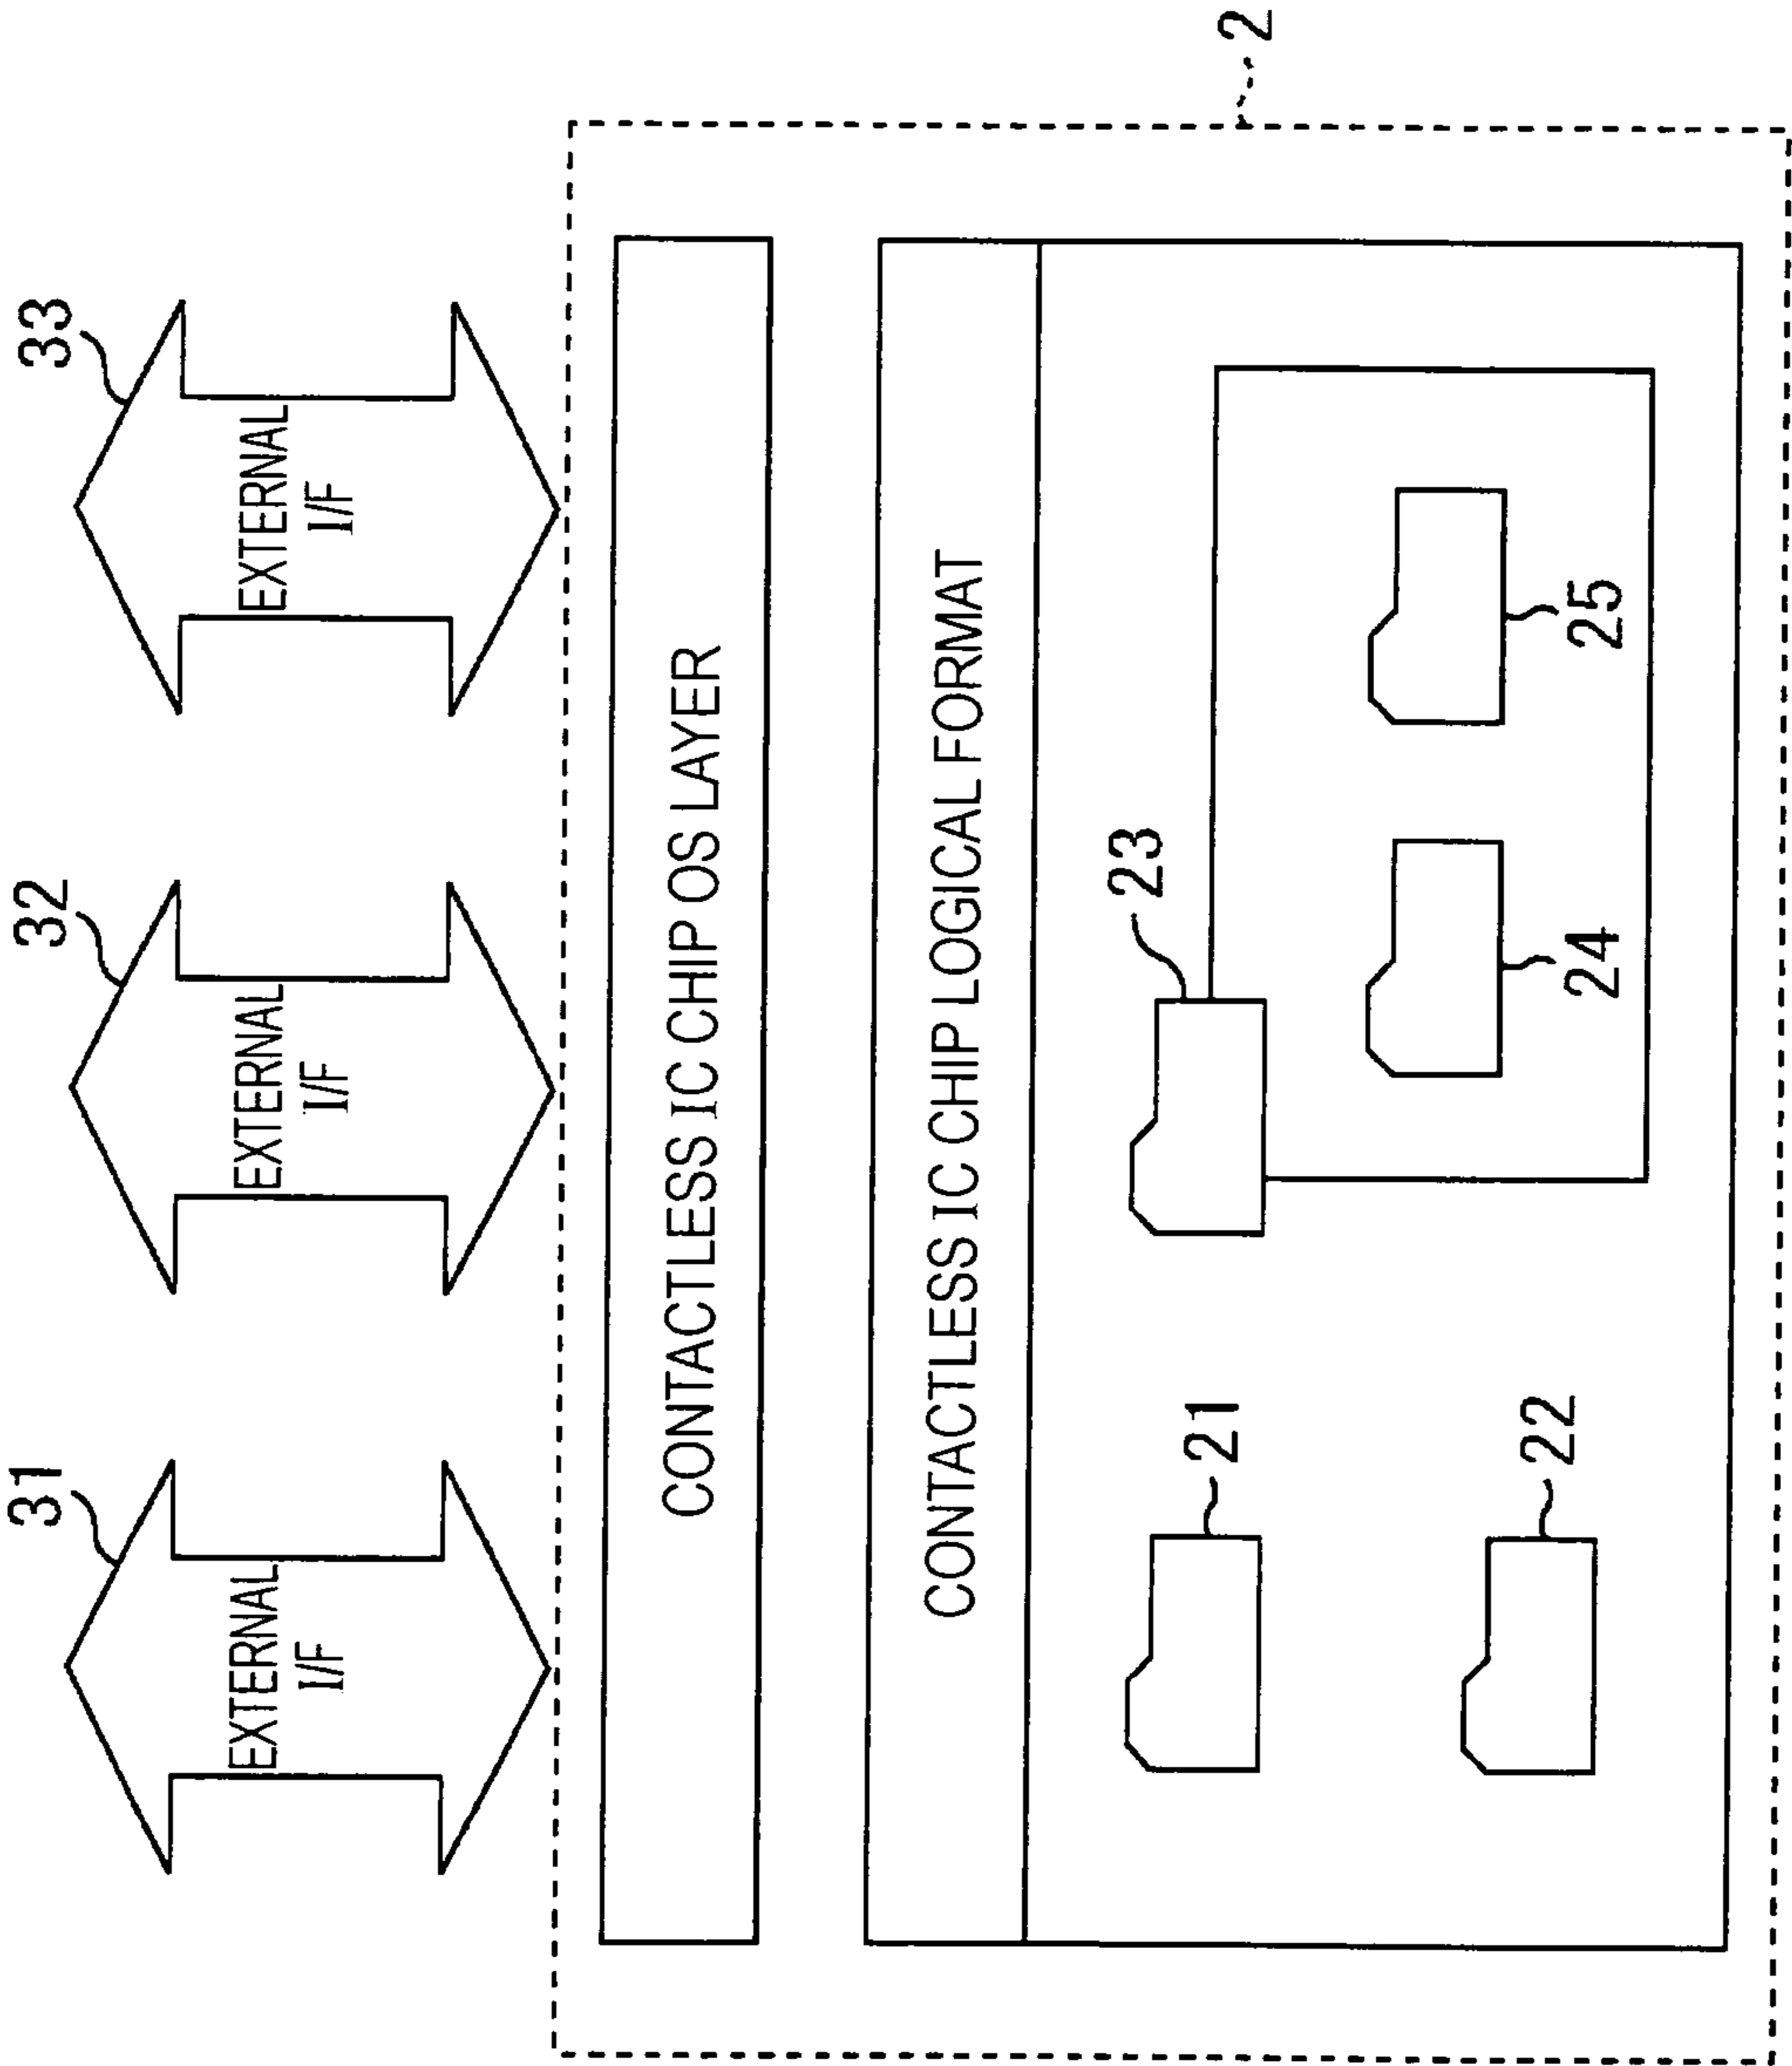 31
32
33
EXTERNAL
I/F
EXTERNAL
I/F
EXTERNAL
I/F
2
CONTACTLESS IC CHIP OS LAYER
CONTACTLESS IC CHIP LOGICAL FORMAT
21
22
23
24
25